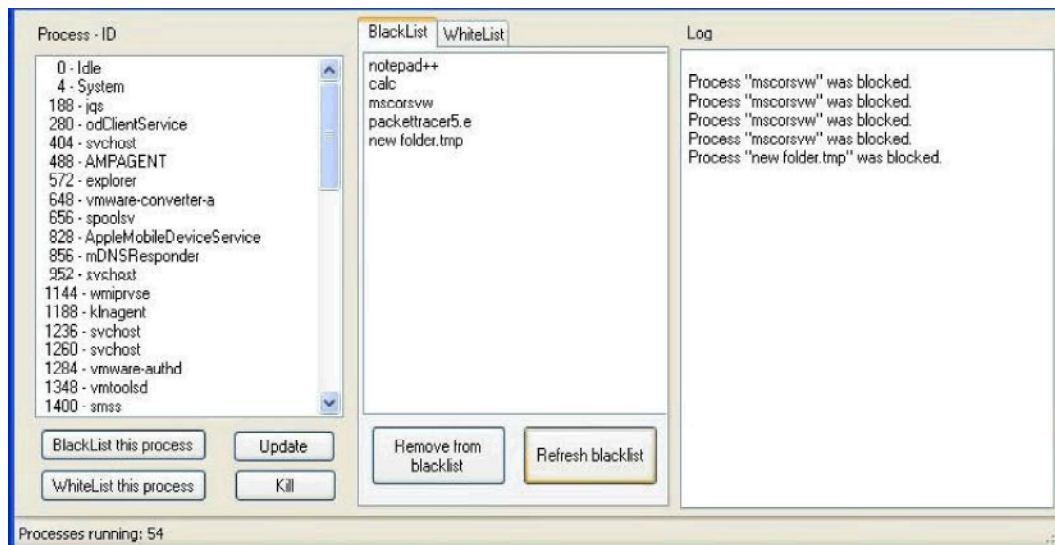 Process - ID
0 - Idle
4 - System
188 - jqs
280 - odClientService
404 - svchost
488 - AMPAGENT
572 - explorer
648 - vmware-converter-a
656 - spoolsv
828 - AppleMobileDeviceService
856 - mDNSResponder
952 - svchost
1144 - wmiprvse
1188 - klnagent
1236 - svchost
1260 - svchost
1284 - vmware-authd
1348 - vmtoolsd
1400 - smss
BlackList this process
Update
WhiteList this process
Kill
BlackList WhiteList
notepad++
calc
mscorsvw
packettracer5.e
new folder.tmp
Remove from
blacklist
Refresh blacklist
Log
Process "mscorsvw" was blocked.
Process "mscorsvw" was blocked.
Process "mscorsvw" was blocked.
Process "mscorsvw" was blocked.
Process "new folder.tmp" was blocked.
Processes running: 54